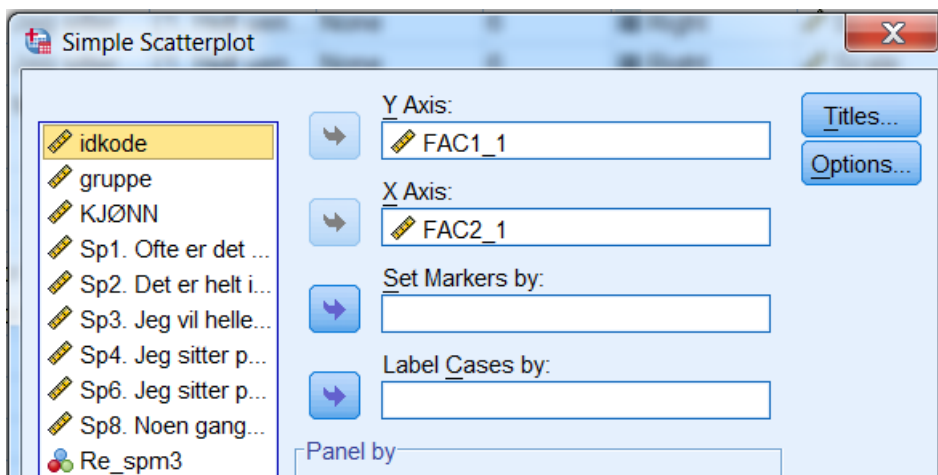 Simple Scatterplot
X
Y Axis:
FAC1_1
Titles...
Options...
X Axis:
FAC2_1
Set Markers by:
Label Cases by:
Panel by
idkode
gruppe
KJØNN
Sp1. Ofte er det ...
Sp2. Det er helt i...
Sp3. Jeg vil helle...
Sp4. Jeg sitter p...
Sp6. Jeg sitter p...
Sp8. Noen gang...
Re_spm3